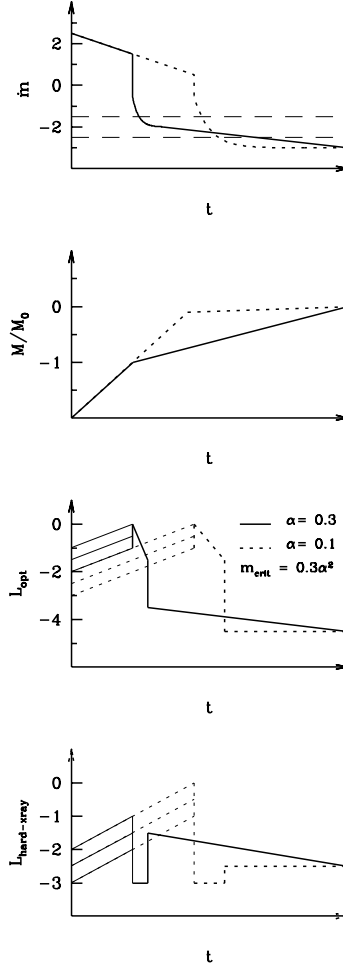 ṁ
2
0
−2
t
M/M₀
0
−1
t
L_opt
0
−2
−4
α= 0.3
α= 0.1
m_crit = 0.3α²
t
L_hard-xray
0
−1
−2
−3
t